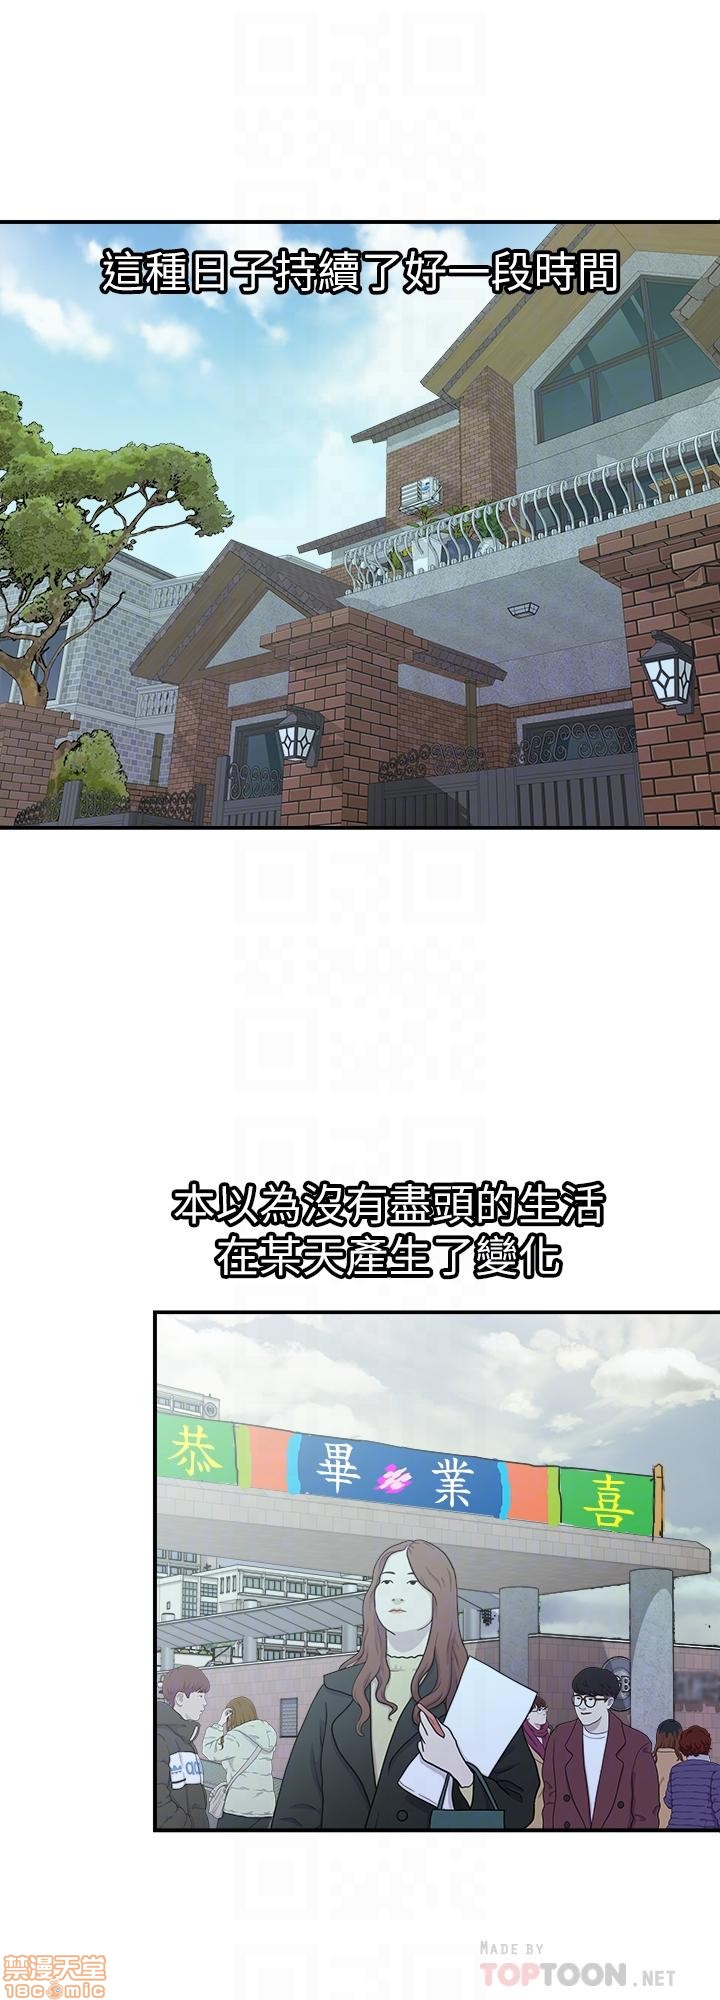 這種日子持續了好一段時間
本以為沒有盡頭的生活
在某天產生了變化
恭 畢業 喜
禁漫天堂
18comic
MADE BY
TOPTOON.NET